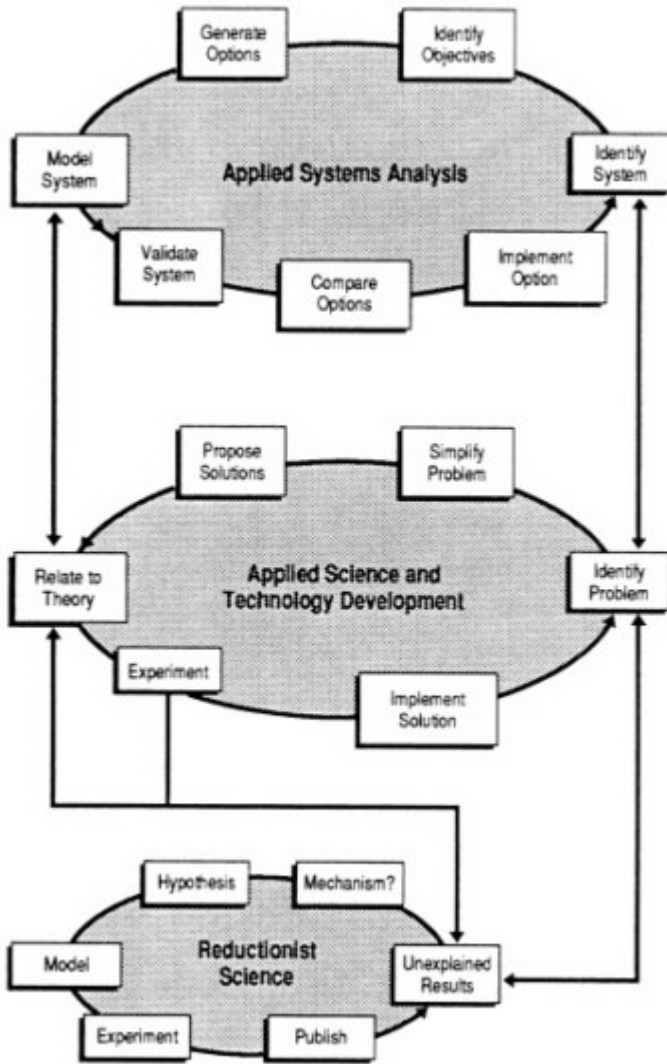 Generate
Options
Identify
Objectives
Model
System
Applied Systems Analysis
Identify
System
Validate
System
Compare
Options
Implement
Option
Propose
Solutions
Simplify
Problem
Relate to
Theory
Applied Science and
Technology Development
Identify
Problem
Experiment
Implement
Solution
Hypothesis
Mechanism?
Model
Reductionist
Science
Unexplained
Results
Experiment
Publish